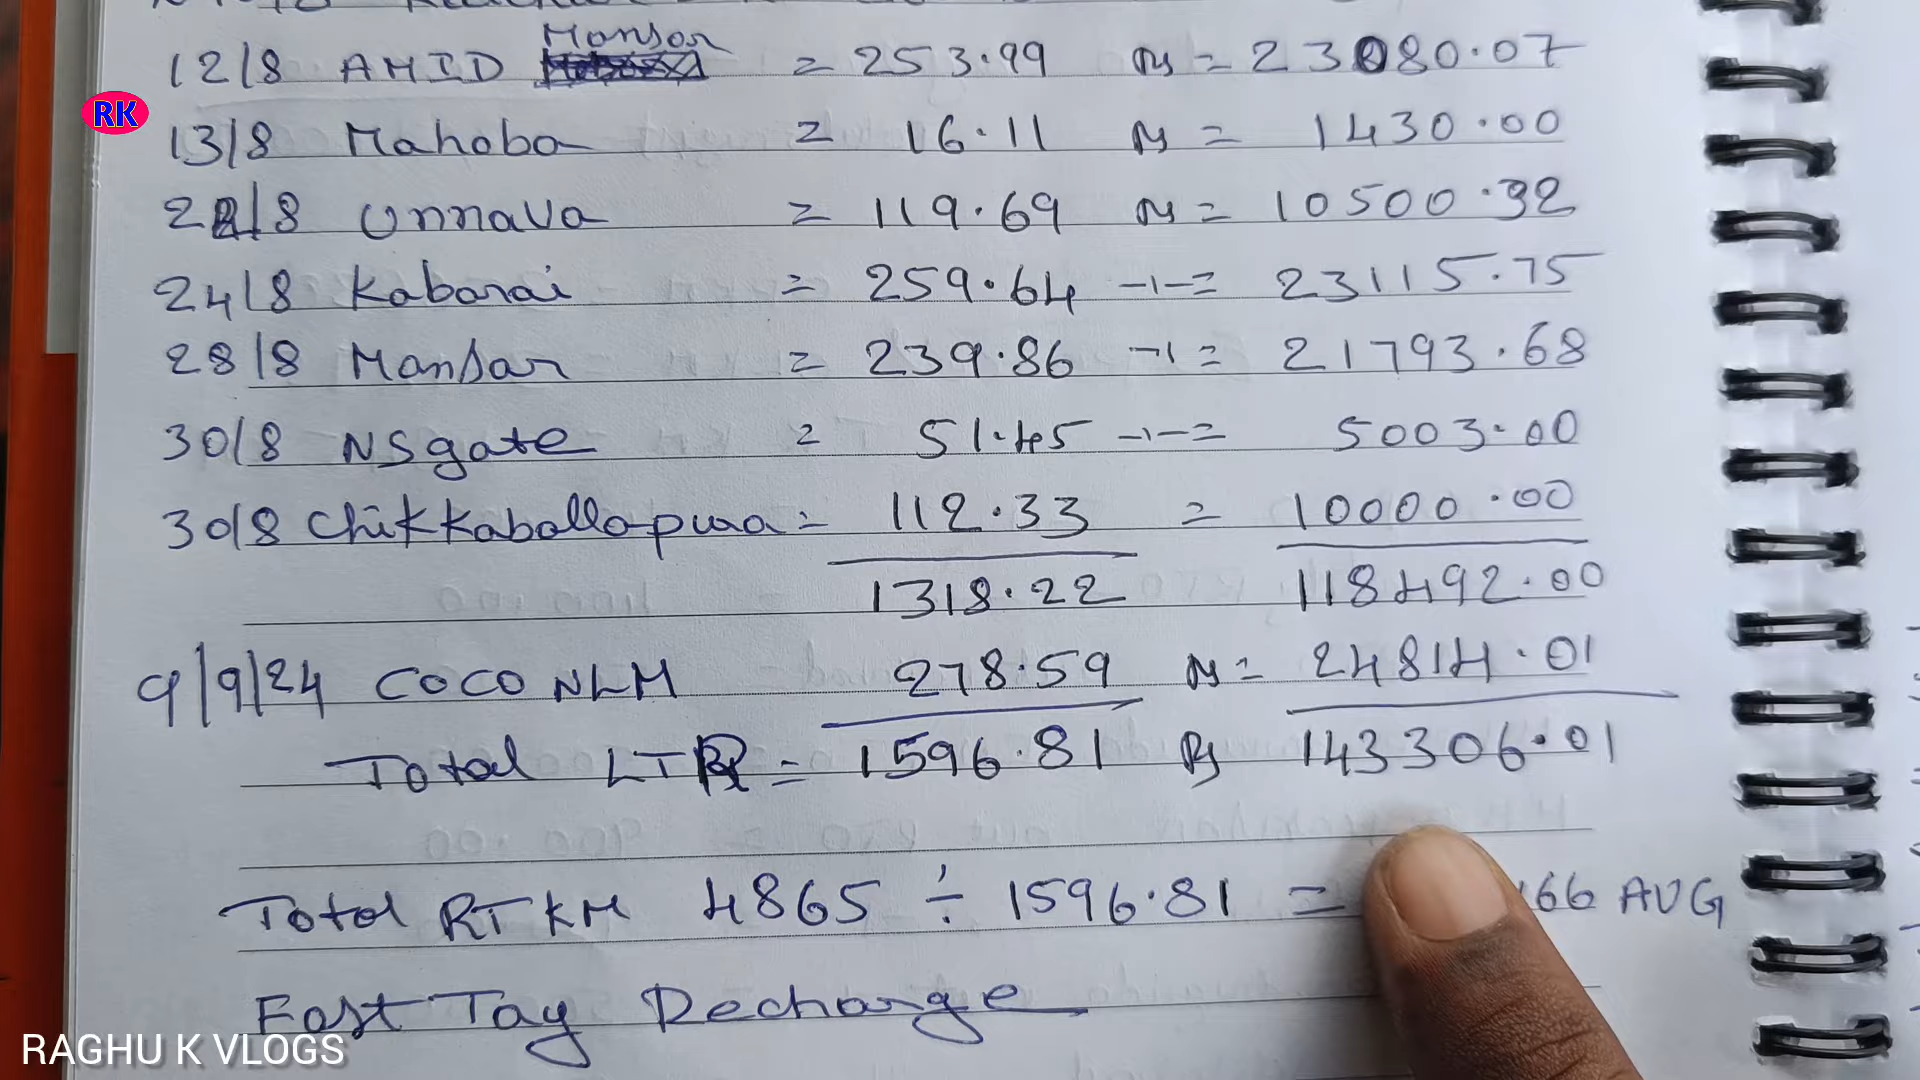 12/8 AHID Mansar = 253.99 Rs = 23080.07
RK
13/8 Mahoba = 16.11 Rs = 1430.00
22/8 Unnava = 119.69 Rs = 10500.32
24/8 Kabarai = 259.64 -1-= 23115.75
28/8 Mansar = 239.86 -1= 21793.68
30/8 NSgate = 51.45 -1-= 5003.00
30/8 Chikkaballapura = 112.33 = 10000.00
1318.22 118492.00
9/9/24 COCO NLM 278.59 Rs = 24814.01
Total LTR = 1596.81 Rs 143306.01
Total RT KM 4865 ÷ 1596.81 = 66 AVG
Fast Tag Recharge
RAGHU K VLOGS